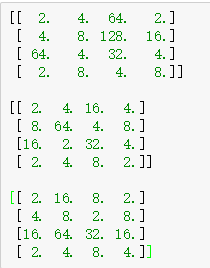 [[ 2. 4. 64. 2.]
[ 4. 8. 128. 16.]
[ 64. 4. 32. 4.]
[ 2. 8. 4. 8.]]
[[ 2. 4. 16. 4.]
[ 8. 64. 4. 8.]
[16. 2. 32. 4.]
[ 2. 4. 8. 2.]]
[[ 2. 16. 8. 2.]
[ 4. 8. 2. 8.]
[16. 64. 32. 16.]
[ 2. 4. 8. 4.]]